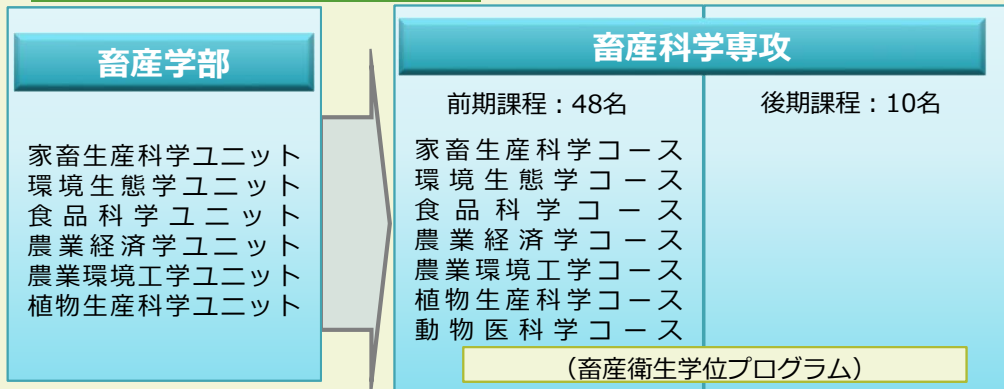 畜産学部
家畜生産科学ユニット
環境生態学ユニット
食品科学ユニット
農業経済学ユニット
農業環境工学ユニット
植物生産科学ユニット
畜産科学専攻
前期課程：48名
家畜生産科学コース
環境生態学コース
食品科学コース
農業経済学コース
農業環境工学コース
植物生産科学コース
動物医科学コース
後期課程：10名
（畜産衛生学位プログラム）